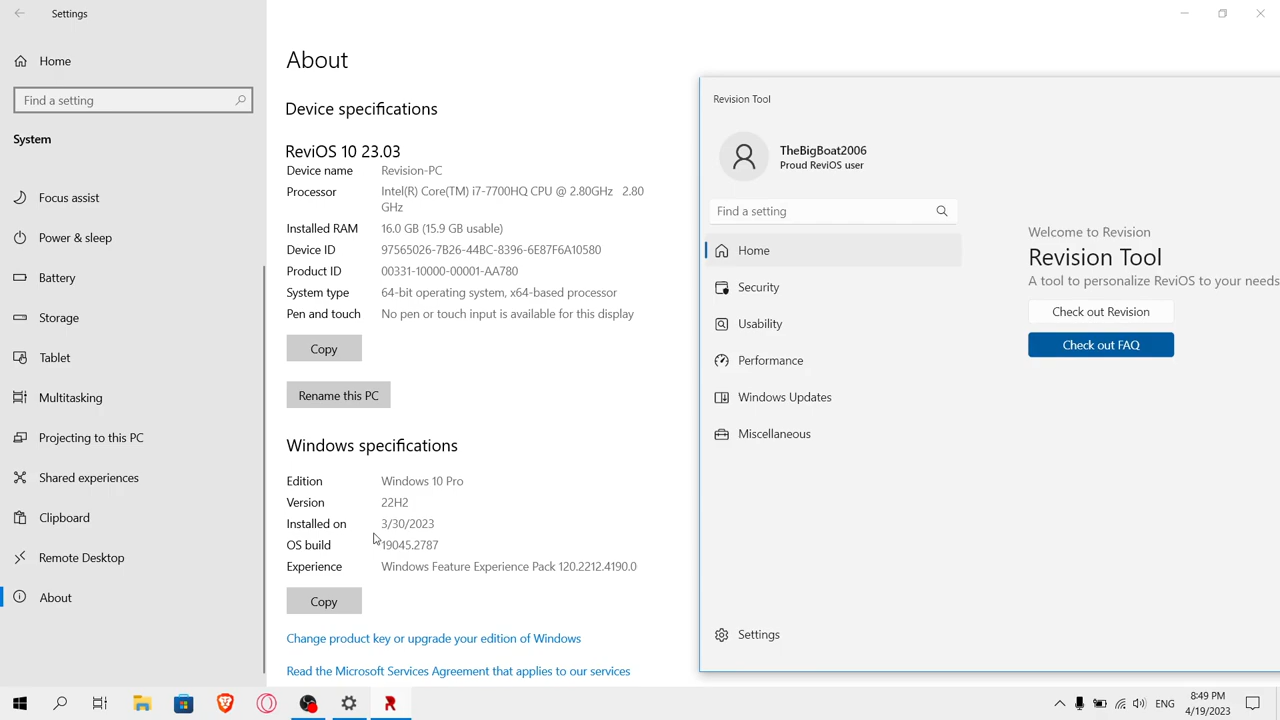 Settings
Home
Find a setting
System
Focus assist
Power & sleep
Battery
Storage
Tablet
Multitasking
Projecting to this PC
Shared experiences
Clipboard
Remote Desktop
About
About
Device specifications
ReviOS 10 23.03
Device name Revision-PC
Processor Intel(R) Core(TM) i7-7700HQ CPU @ 2.80GHz 2.80
GHz
Installed RAM 16.0 GB (15.9 GB usable)
Device ID 97565026-7B26-44BC-8396-6E87F6A10580
Product ID 00331-10000-00001-AA780
System type 64-bit operating system, x64-based processor
Pen and touch No pen or touch input is available for this display
Copy
Rename this PC
Windows specifications
Edition Windows 10 Pro
Version 22H2
Installed on 3/30/2023
OS build 19045.2787
Experience Windows Feature Experience Pack 120.2212.4190.0
Copy
Change product key or upgrade your edition of Windows
Read the Microsoft Services Agreement that applies to our services
Revision Tool
TheBigBoat2006
Proud ReviOS user
Find a setting
Home
Security
Usability
Performance
Windows Updates
Miscellaneous
Settings
Welcome to Revision
Revision Tool
A tool to personalize ReviOS to your needs
Check out Revision
Check out FAQ
R
ENG
8:49 PM
4/19/2023